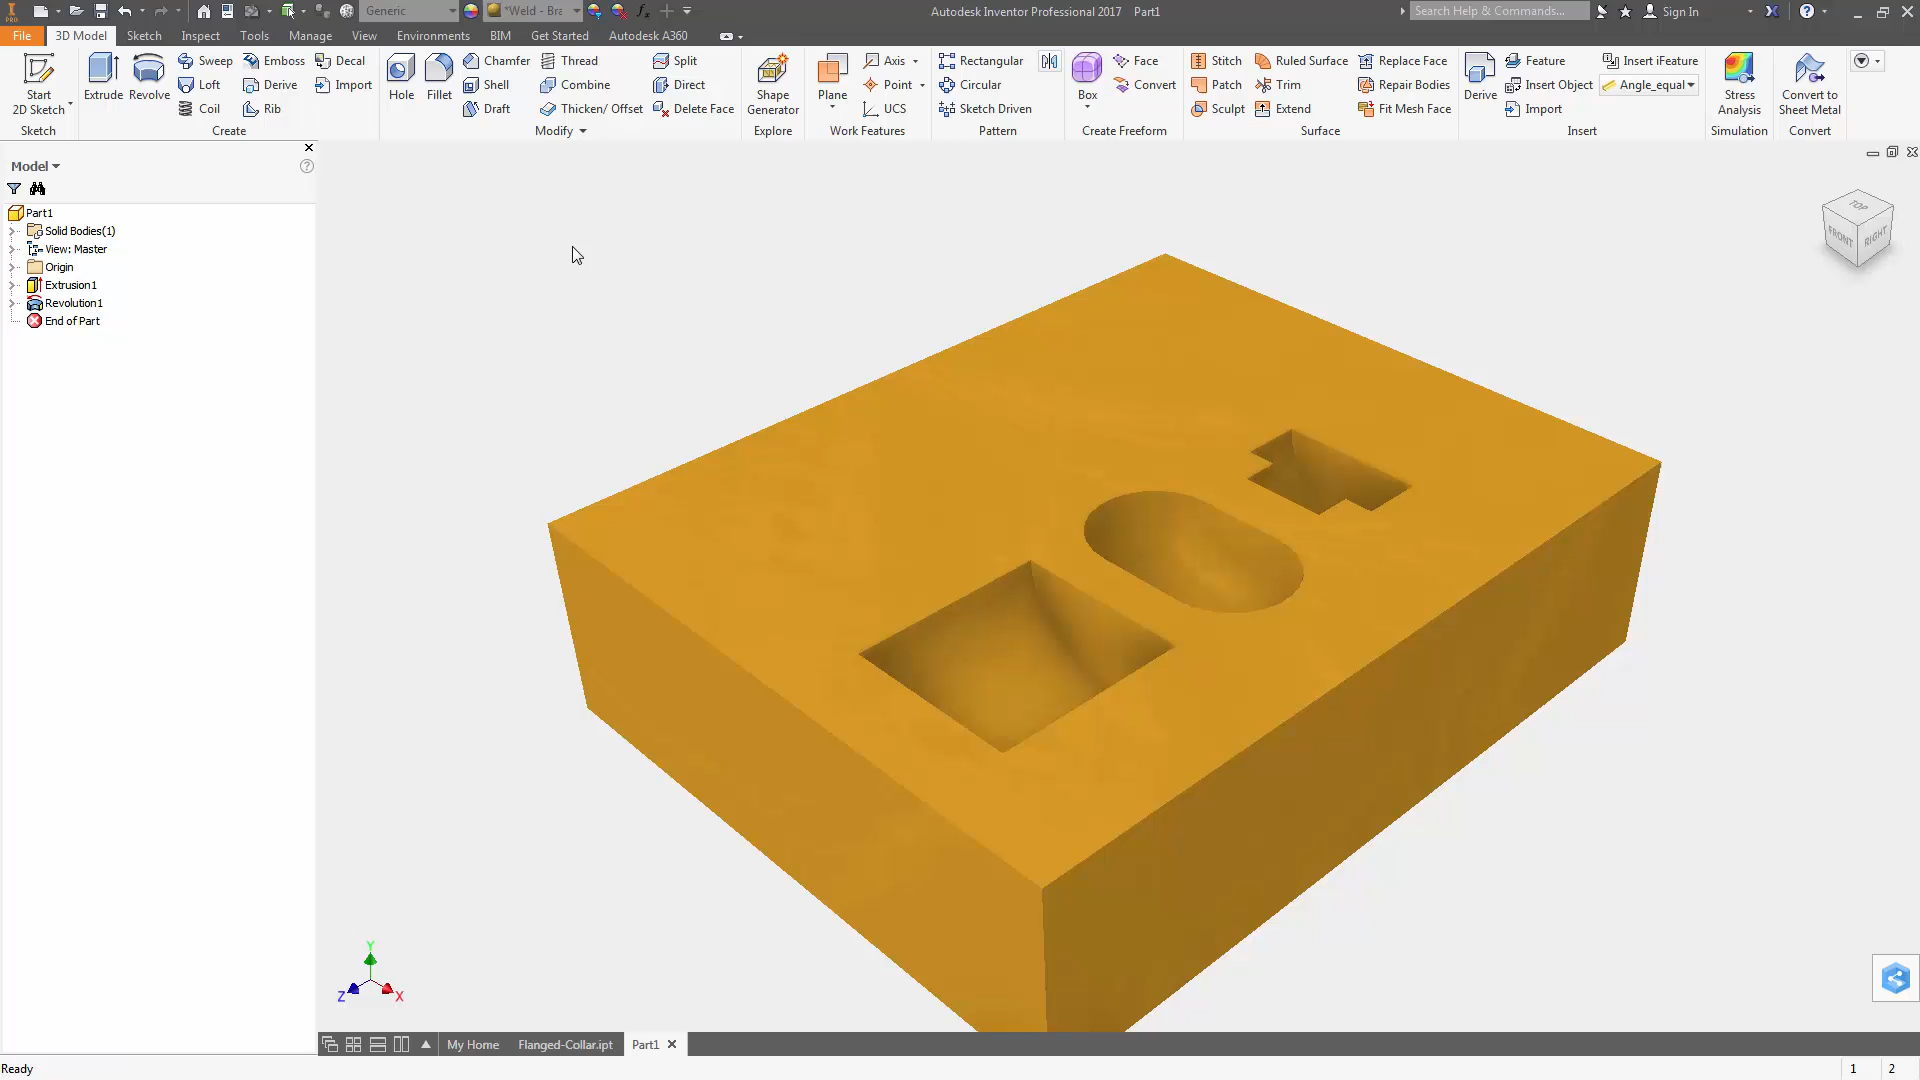 PRO
Generic
*Weld - Bra
fx
Autodesk Inventor Professional 2017 Part1
Search Help & Commands...
Sign In
File
3D Model
Sketch
Inspect
Tools
Manage
View
Environments
BIM
Get Started
Autodesk A360
Start
2D Sketch
Sketch
Extrude
Revolve
Sweep
Loft
Coil
Emboss
Derive
Rib
Decal
Import
Create
Hole
Fillet
Chamfer
Shell
Draft
Thread
Combine
Thicken/ Offset
Split
Direct
Delete Face
Modify
Shape
Generator
Explore
Plane
Axis
Point
UCS
Work Features
Rectangular
Circular
Sketch Driven
Pattern
Box
Face
Convert
Create Freeform
Stitch
Patch
Sculpt
Ruled Surface
Trim
Extend
Replace Face
Repair Bodies
Fit Mesh Face
Surface
Derive
Feature
Insert Object
Import
Insert iFeature
Angle_equal
Insert
Stress
Analysis
Simulation
Convert to
Sheet Metal
Convert
Model
Part1
Solid Bodies(1)
View: Master
Origin
Extrusion1
Revolution1
End of Part
TOP
FRONT
RIGHT
Y
Z
X
My Home
Flanged-Collar.ipt
Part1
Ready
1
2